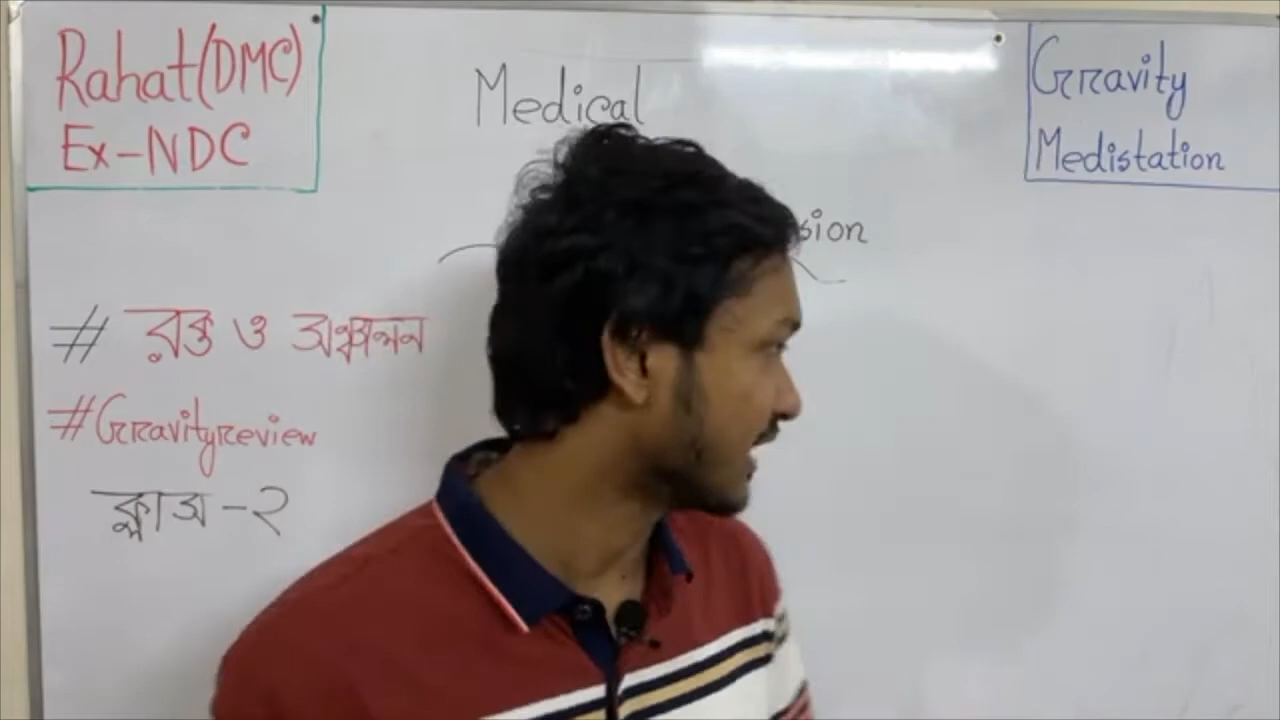 Rahat(DMC)
Ex-NDC
Medical
Gravity
Medistation
# রক্ত ও সঞ্চালন
#Gravityreview
ক্লাস-২